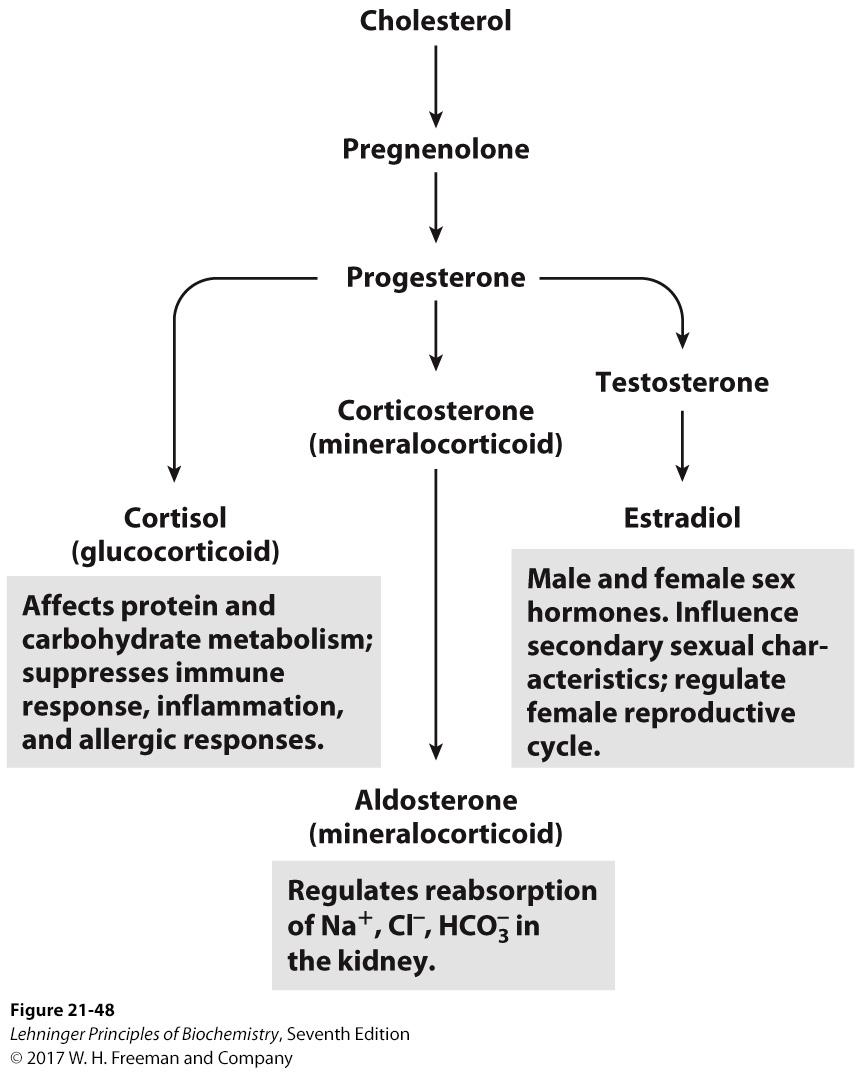 Cholesterol
Pregnenolone
Progesterone
Testosterone
Corticosterone
(mineralocorticoid)
Cortisol
(glucocorticoid)
Estradiol
Affects protein and
carbohydrate metabolism;
suppresses immune
response, inflammation,
and allergic responses.
Male and female sex
hormones. Influence
secondary sexual char-
acteristics; regulate
female reproductive
cycle.
Aldosterone
(mineralocorticoid)
Regulates reabsorption
of Na⁺, Cl⁻, HCO₃⁻ in
the kidney.
Figure 21-48
Lehninger Principles of Biochemistry, Seventh Edition
© 2017 W. H. Freeman and Company